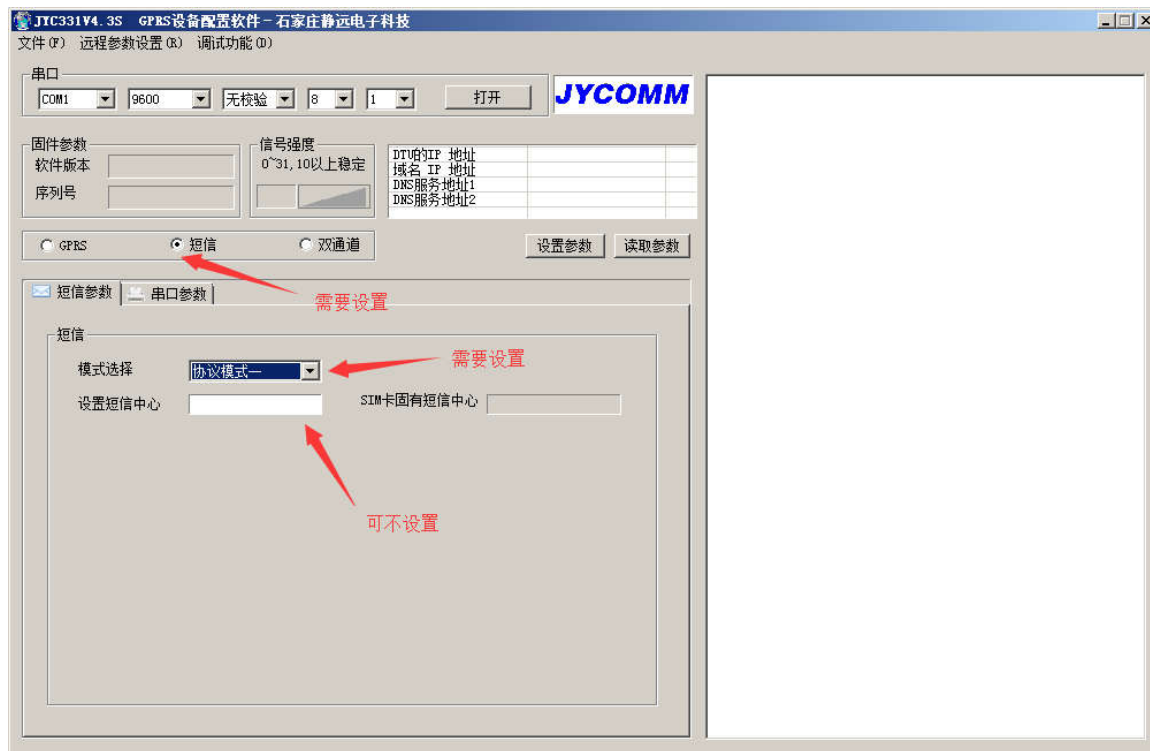 JYC331V4.3S GPRS设备配置软件-石家庄静远电子科技
文件(F) 远程参数设置(R) 调试功能(D)
串口
COM1 9600 无校验 8 1 打开
JYCOMM
固件参数
软件版本
序列号
信号强度
0~31,10以上稳定
DTU的IP 地址
域名 IP 地址
DNS服务地址1
DNS服务地址2
GPRS 短信 双通道
设置参数 读取参数
短信参数 串口参数
需要设置
短信
模式选择 协议模式一
需要设置
设置短信中心 SIM卡固有短信中心
可不设置